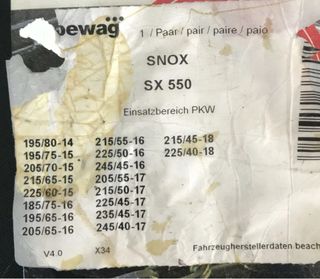 pewag 1 / Paar / pair / paire / paio
SNOX
SX 550
Einsatzbereich PKW
195/80-14 215/55-16 215/45-18
195/75-15 225/50-16 225/40-18
205/70-15 245/45-16
215/65-15 205/55-17
225/60-15 215/50-17
185/75-16 225/45-17
195/65-16 235/45-17
205/65-16 245/40-17
V4.0 X34 Fahrzeugherstellerdaten beach